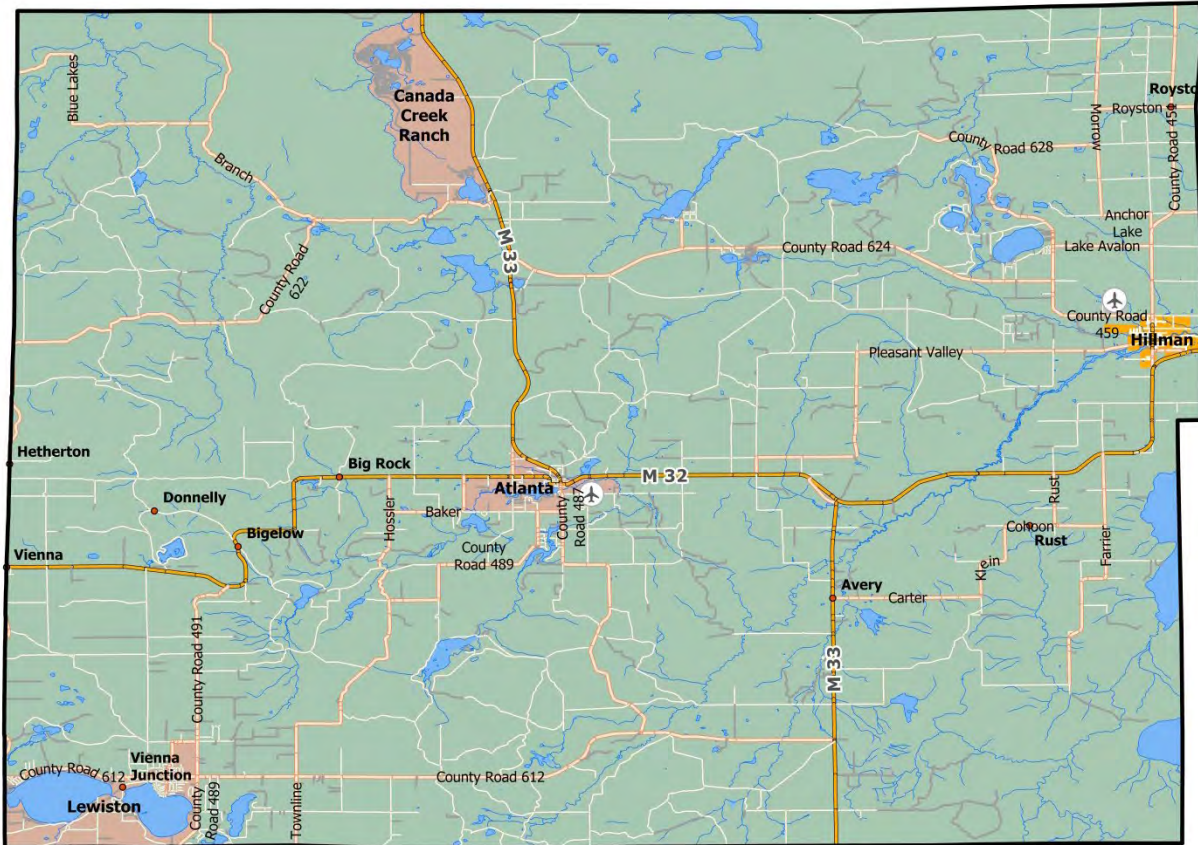 Blue Lakes
Canada
Creek
Ranch
Branch
County Road
622
M 33
County Road 628
Morrow
Royston
County Road 451
Anchor
Lake
Lake Avalon
County Road 624
County Road
459
Hillman
Pleasant Valley
Hetherton
Big Rock
Donnelly
Bigelow
Vienna
Hossler
Baker
Atlanta
M 32
County
Road 487
County
Road 489
Rust
Cohoon
Rust
Klein
Farrier
Avery
Carter
M 33
County Road 491
Vienna
Junction
County Road 612
Lewiston
County
Road 489
Townline
County Road 612